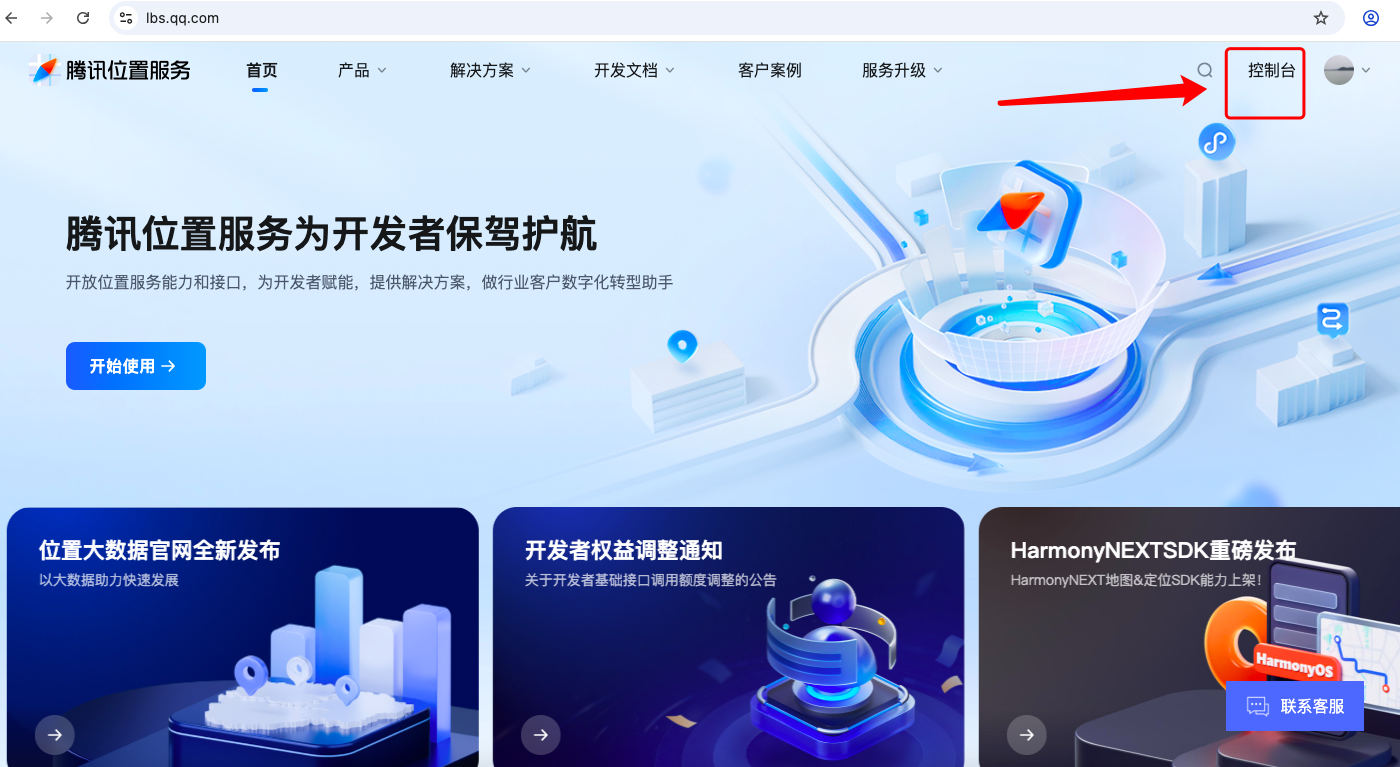 lbs.qq.com
腾讯位置服务
首页
产品
解决方案
开发文档
客户案例
服务升级
控制台
腾讯位置服务为开发者保驾护航
开放位置服务能力和接口，为开发者赋能，提供解决方案，做行业客户数字化转型助手
开始使用
位置大数据官网全新发布
以大数据助力快速发展
开发者权益调整通知
关于开发者基础接口调用额度调整的公告
HarmonyNEXTSDK重磅发布
HarmonyNEXT地图&定位SDK能力上架！
HarmonyOS
联系客服